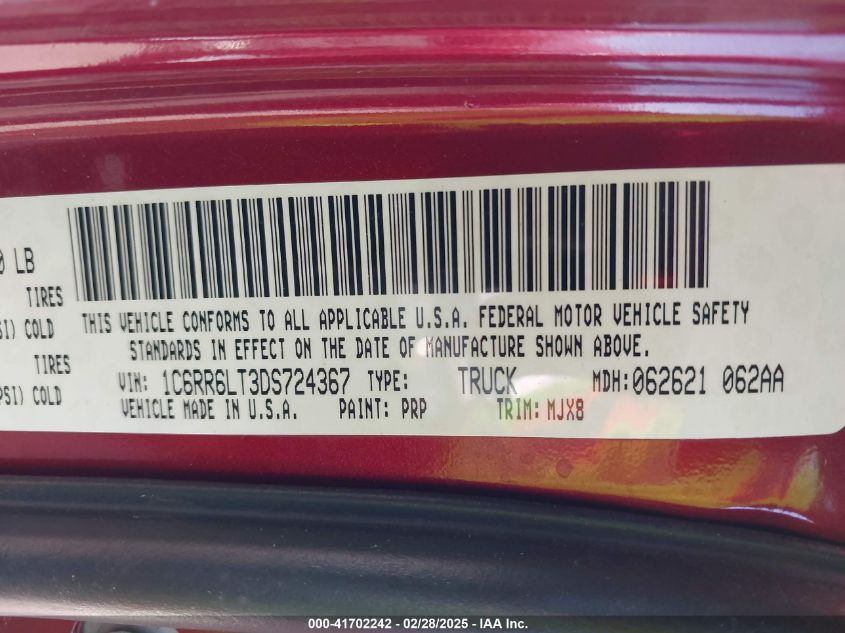 0 LB
TIRES
SI) COLD
TIRES
PSI) COLD
THIS VEHICLE CONFORMS TO ALL APPLICABLE U.S.A. FEDERAL MOTOR VEHICLE SAFETY
STANDARDS IN EFFECT ON THE DATE OF MANUFACTURE SHOWN ABOVE.
VIN: 1C6RR6LT3DS724367 TYPE: TRUCK MDH:062621 062AA
VEHICLE MADE IN U.S.A. PAINT: PRP TRIM: MJX8
000-41702242 - 02/28/2025 - IAA Inc.